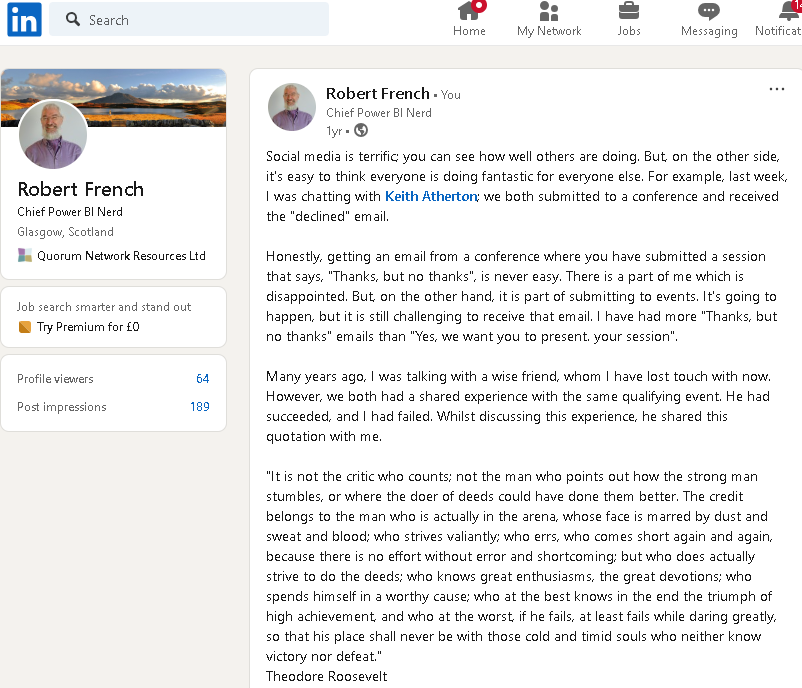 in
Search
Home
My Network
Jobs
Messaging
Notificat
Robert French
Chief Power BI Nerd
Glasgow, Scotland
Quorum Network Resources Ltd
Job search smarter and stand out
Try Premium for £0
Profile viewers 64
Post impressions 189
Robert French • You
Chief Power BI Nerd
1yr •
Social media is terrific; you can see how well others are doing. But, on the other side,
it's easy to think everyone is doing fantastic for everyone else. For example, last week,
I was chatting with Keith Atherton; we both submitted to a conference and received
the "declined" email.
Honestly, getting an email from a conference where you have submitted a session
that says, "Thanks, but no thanks", is never easy. There is a part of me which is
disappointed. But, on the other hand, it is part of submitting to events. It's going to
happen, but it is still challenging to receive that email. I have had more "Thanks, but
no thanks" emails than "Yes, we want you to present. your session".
Many years ago, I was talking with a wise friend, whom I have lost touch with now.
However, we both had a shared experience with the same qualifying event. He had
succeeded, and I had failed. Whilst discussing this experience, he shared this
quotation with me.
"It is not the critic who counts; not the man who points out how the strong man
stumbles, or where the doer of deeds could have done them better. The credit
belongs to the man who is actually in the arena, whose face is marred by dust and
sweat and blood; who strives valiantly; who errs, who comes short again and again,
because there is no effort without error and shortcoming; but who does actually
strive to do the deeds; who knows great enthusiasms, the great devotions; who
spends himself in a worthy cause; who at the best knows in the end the triumph of
high achievement, and who at the worst, if he fails, at least fails while daring greatly,
so that his place shall never be with those cold and timid souls who neither know
victory nor defeat."
Theodore Roosevelt